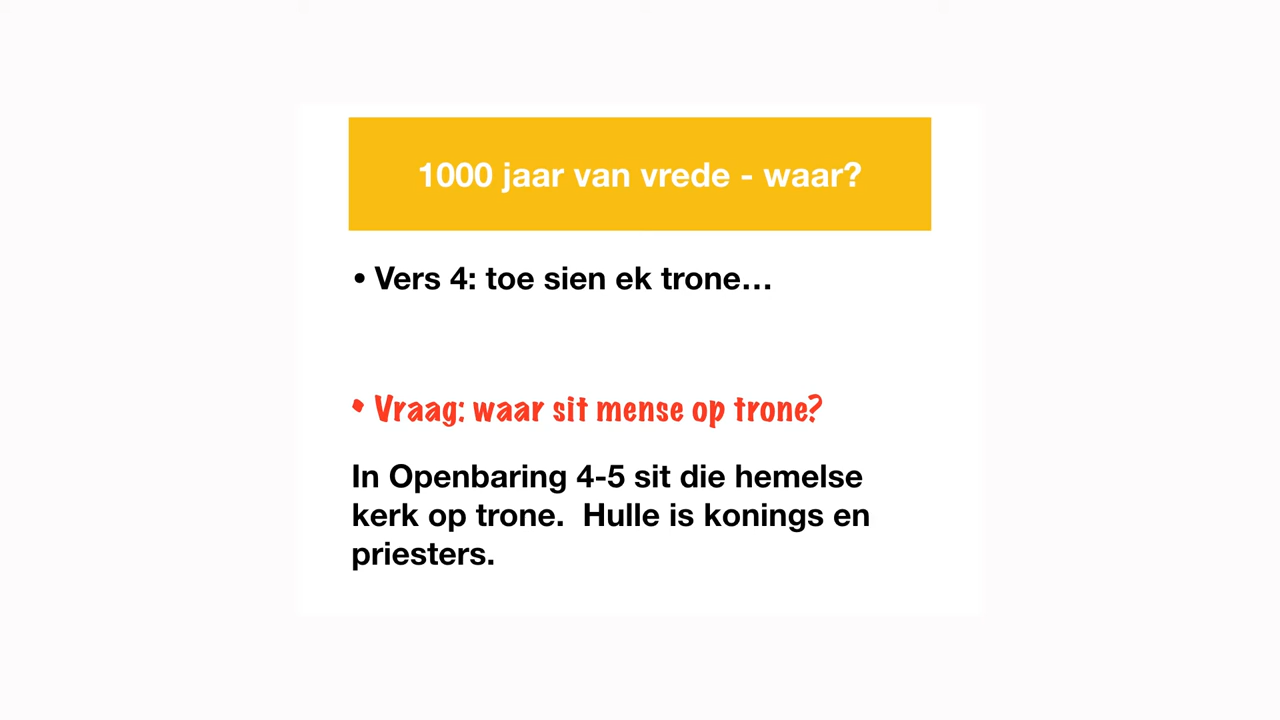 1000 jaar van vrede - waar?
• Vers 4: toe sien ek trone…
• Vraag: waar sit mense op trone?
In Openbaring 4-5 sit die hemelse
kerk op trone.  Hulle is konings en
priesters.